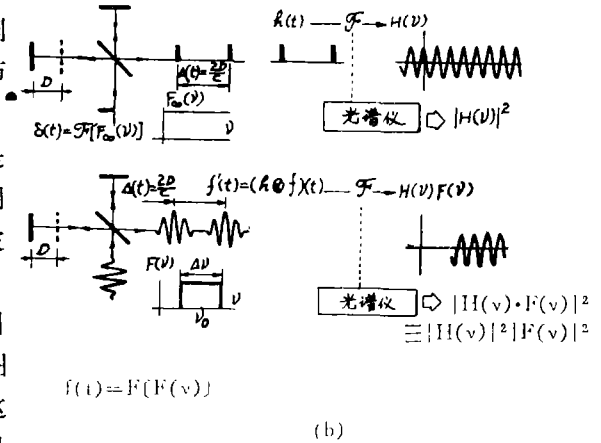 h(t) — ℱ → H(ν)
D
Δ(t)=2D/c
F∞(ν)
ν
δ(t)=ℱ[F∞(ν)]
光谱仪 ⇨ |H(ν)|²
Δ(t)=2D/c
f'(t)=(h⊗f)(t) — ℱ → H(ν)F(ν)
D
F(ν)
Δν
ν
ν₀
光谱仪 ⇨ |H(ν)·F(ν)|²
≡|H(ν)|²|F(ν)|²
f(t)=F[F(ν)]
(b)